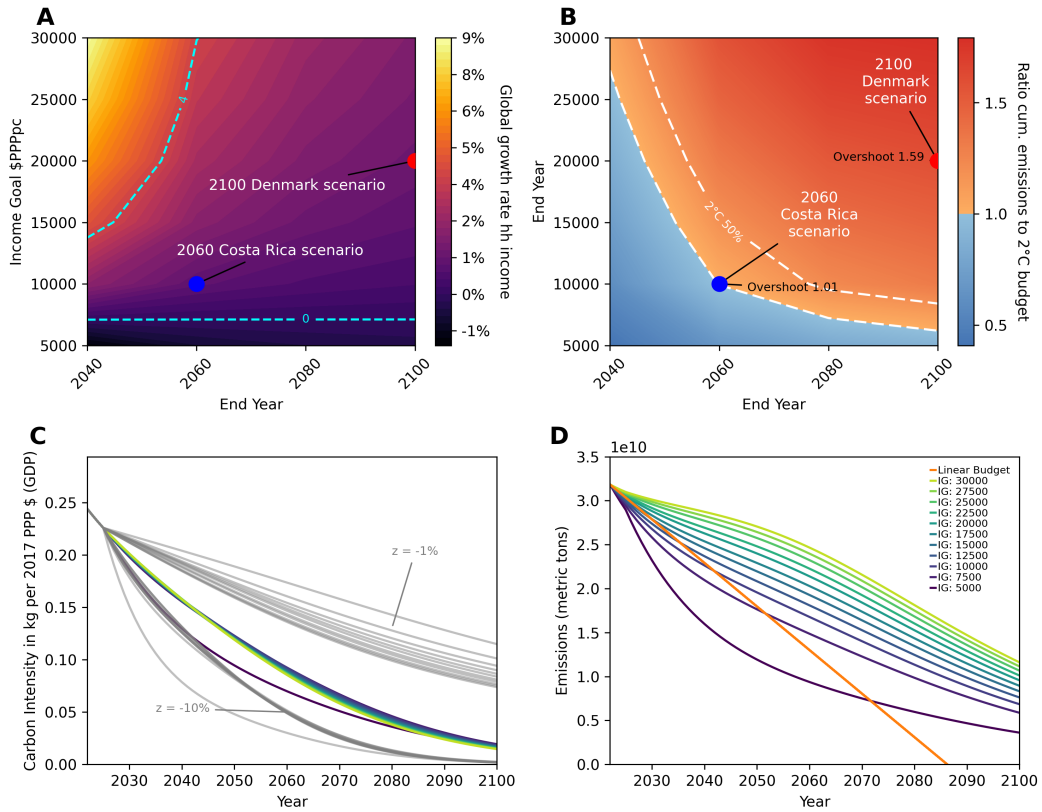 A
30000
25000
20000
15000
10000
5000
Income Goal $PPPpc
2040
2060
2080
2100
End Year
4
0
2100 Denmark scenario
2060 Costa Rica scenario
9%
8%
6%
5%
4%
2%
1%
0%
-1%
Global growth rate hh income
B
30000
25000
20000
15000
10000
5000
End Year
2040
2060
2080
2100
End Year
2100
Denmark
scenario
Overshoot 1.59
2060
Costa Rica
scenario
2°C 50%
Overshoot 1.01
1.5
1.0
0.5
Ratio cum. emissions to 2°C budget
C
0.25
0.20
0.15
0.10
0.05
0.00
Carbon Intensity in kg per 2017 PPP $ (GDP)
z = -1%
z = -10%
2030
2040
2050
2060
2070
2080
2090
2100
Year
D
1e10
3.5
3.0
2.5
2.0
1.5
1.0
0.5
0.0
Emissions (metric tons)
Linear Budget
IG: 30000
IG: 27500
IG: 25000
IG: 22500
IG: 20000
IG: 17500
IG: 15000
IG: 12500
IG: 10000
IG: 7500
IG: 5000
2030
2040
2050
2060
2070
2080
2090
2100
Year